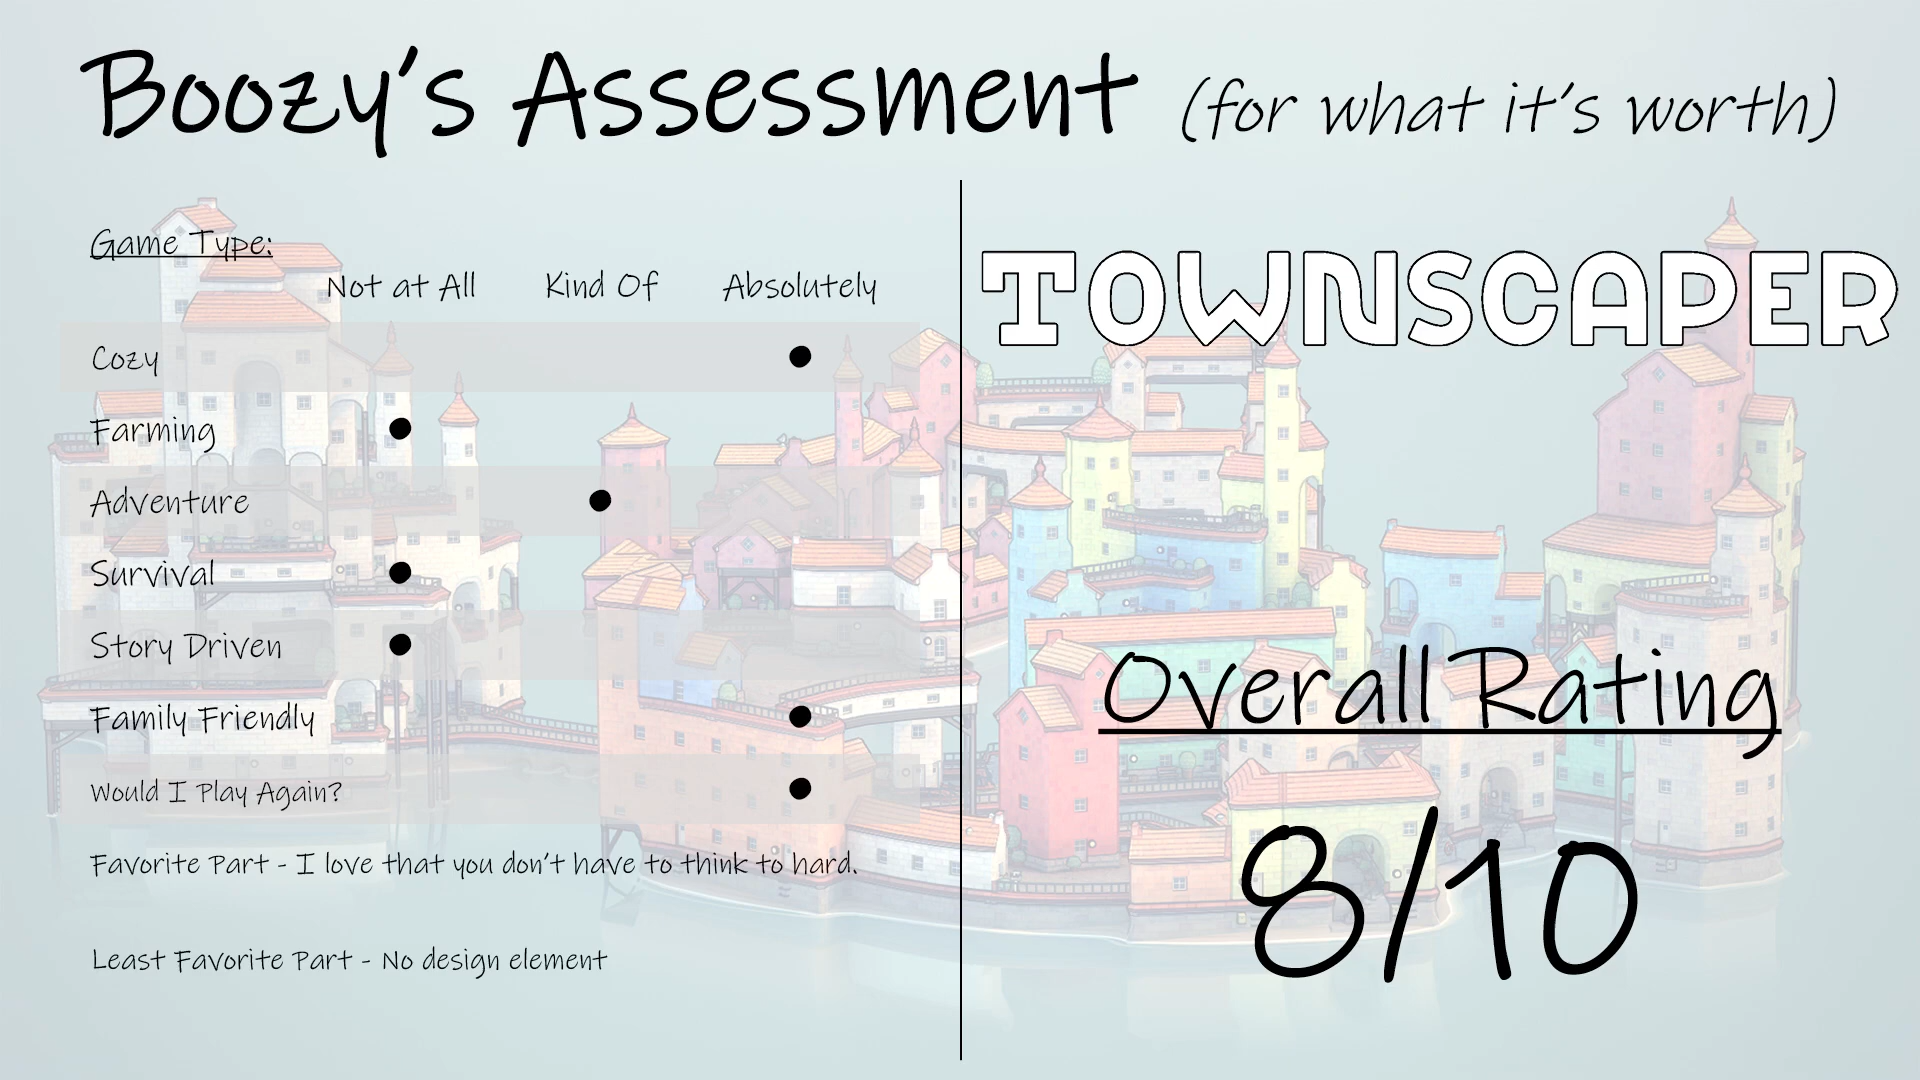 Boozy's Assessment (for what it's worth)
Game Type:
Not at All Kind Of Absolutely
Cozy
Farming
Adventure
Survival
Story Driven
Family Friendly
Would I Play Again?
Favorite Part - I love that you don't have to think to hard.
Least Favorite Part - No design element
TOWNSCAPER
Overall Rating
8/10